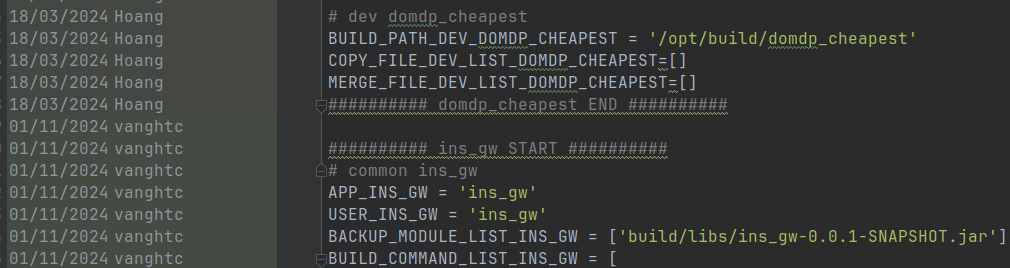 18/03/2024 Hoang # dev domdp_cheapest
18/03/2024 Hoang BUILD_PATH_DEV_DOMDP_CHEAPEST = '/opt/build/domdp_cheapest'
18/03/2024 Hoang COPY_FILE_DEV_LIST_DOMDP_CHEAPEST=[]
18/03/2024 Hoang MERGE_FILE_DEV_LIST_DOMDP_CHEAPEST=[]
18/03/2024 Hoang ########## domdp_cheapest END ##########
01/11/2024 vanghtc
01/11/2024 vanghtc ########## ins_gw START ##########
01/11/2024 vanghtc # common ins_gw
01/11/2024 vanghtc APP_INS_GW = 'ins_gw'
01/11/2024 vanghtc USER_INS_GW = 'ins_gw'
01/11/2024 vanghtc BACKUP_MODULE_LIST_INS_GW = ['build/libs/ins_gw-0.0.1-SNAPSHOT.jar']
01/11/2024 vanghtc BUILD_COMMAND_LIST_INS_GW = [